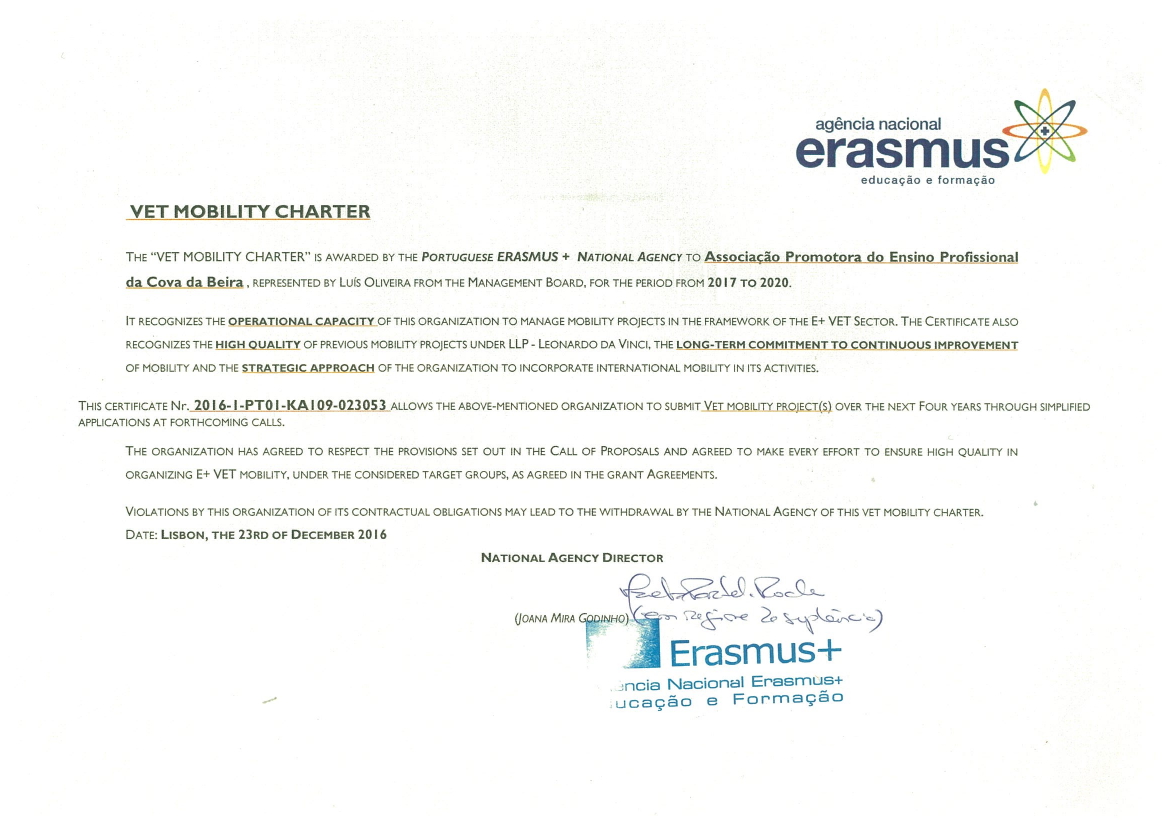 agência nacional
erasmus
educação e formação
VET MOBILITY CHARTER
THE “VET MOBILITY CHARTER” IS AWARDED BY THE PORTUGUESE ERASMUS + NATIONAL AGENCY TO Associação Promotora do Ensino Profissional
da Cova da Beira , REPRESENTED BY LUÍS OLIVEIRA FROM THE MANAGEMENT BOARD, FOR THE PERIOD FROM 2017 TO 2020.
IT RECOGNIZES THE OPERATIONAL CAPACITY OF THIS ORGANIZATION TO MANAGE MOBILITY PROJECTS IN THE FRAMEWORK OF THE E+ VET SECTOR. THE CERTIFICATE ALSO
RECOGNIZES THE HIGH QUALITY OF PREVIOUS MOBILITY PROJECTS UNDER LLP - LEONARDO DA VINCI, THE LONG-TERM COMMITMENT TO CONTINUOUS IMPROVEMENT
OF MOBILITY AND THE STRATEGIC APPROACH OF THE ORGANIZATION TO INCORPORATE INTERNATIONAL MOBILITY IN ITS ACTIVITIES.
THIS CERTIFICATE Nr. 2016-1-PT01-KA109-023053 ALLOWS THE ABOVE-MENTIONED ORGANIZATION TO SUBMIT VET MOBILITY PROJECT(S) OVER THE NEXT FOUR YEARS THROUGH SIMPLIFIED
APPLICATIONS AT FORTHCOMING CALLS.
THE ORGANIZATION HAS AGREED TO RESPECT THE PROVISIONS SET OUT IN THE CALL OF PROPOSALS AND AGREED TO MAKE EVERY EFFORT TO ENSURE HIGH QUALITY IN
ORGANIZING E+ VET MOBILITY, UNDER THE CONSIDERED TARGET GROUPS, AS AGREED IN THE GRANT AGREEMENTS.
VIOLATIONS BY THIS ORGANIZATION OF ITS CONTRACTUAL OBLIGATIONS MAY LEAD TO THE WITHDRAWAL BY THE NATIONAL AGENCY OF THIS VET MOBILITY CHARTER.
DATE: LISBON, THE 23RD OF DECEMBER 2016
NATIONAL AGENCY DIRECTOR
(JOANA MIRA GODINHO)
Erasmus+
ncia Nacional Erasmus+
ucação e Formação